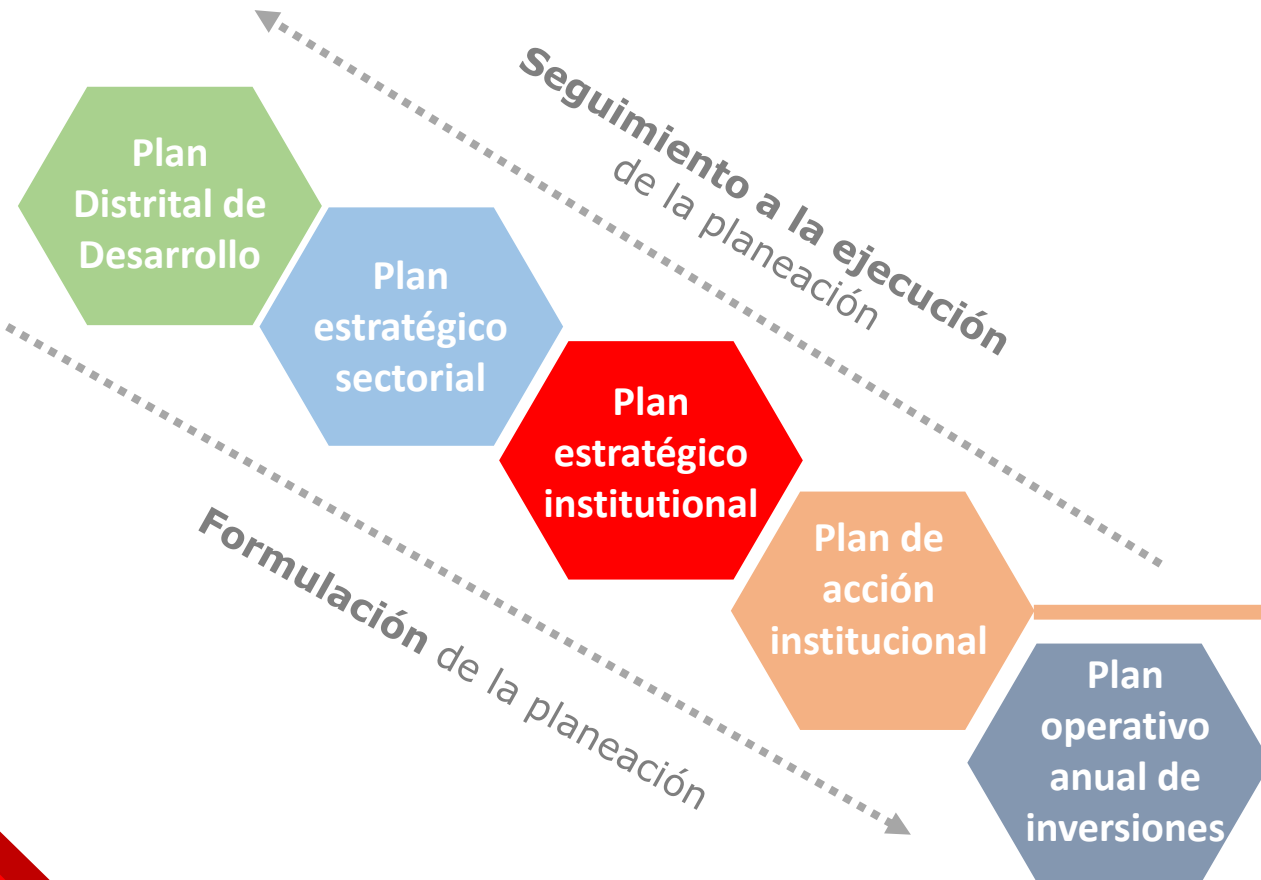 Seguimiento a la ejecución
de la planeación
Plan
Distrital de
Desarrollo
Plan
estratégico
sectorial
Plan
estratégico
institutional
Plan de
acción
institucional
Plan
operativo
anual de
inversiones
Formulación de la planeación